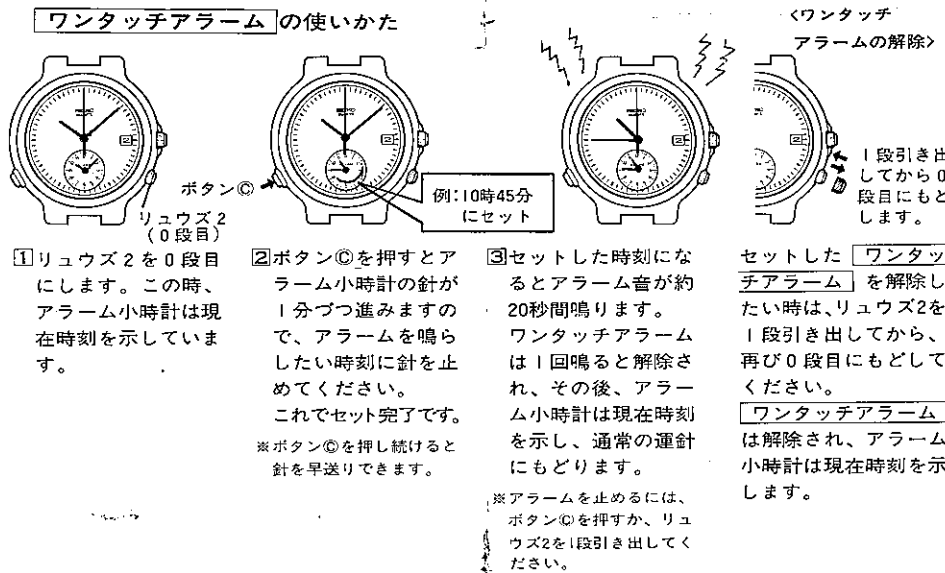 ワンタッチアラーム の使いかた
ボタンⒸ
リュウズ2
(0段目)
例:10時45分
にセット
1 リュウズ2を0段目
にします。この時、
アラーム小時計は現
在時刻を示していま
す。
2 ボタンⒸを押すとア
ラーム小時計の針が
1分づつ進みますの
で、アラームを鳴ら
したい時刻に針を止
めてください。
これでセット完了です。
※ボタンⒸを押し続けると
針を早送りできます。
3 セットした時刻にな
るとアラーム音が約
20秒間鳴ります。
ワンタッチアラーム
は1回鳴ると解除さ
れ、その後、アラー
ム小時計は現在時刻
を示し、通常の運針
にもどります。
※アラームを止めるには、
ボタンⒸを押すか、リュ
ウズ2を1段引き出してく
ださい。
<ワンタッチ
アラームの解除>
1段引き出
してから0
段目にもど
します。
セットした ワンタッ
チアラーム を解除し
たい時は、リュウズ2を
1段引き出してから、
再び0段目にもどして
ください。
ワンタッチアラーム
は解除され、アラーム
小時計は現在時刻を示
します。